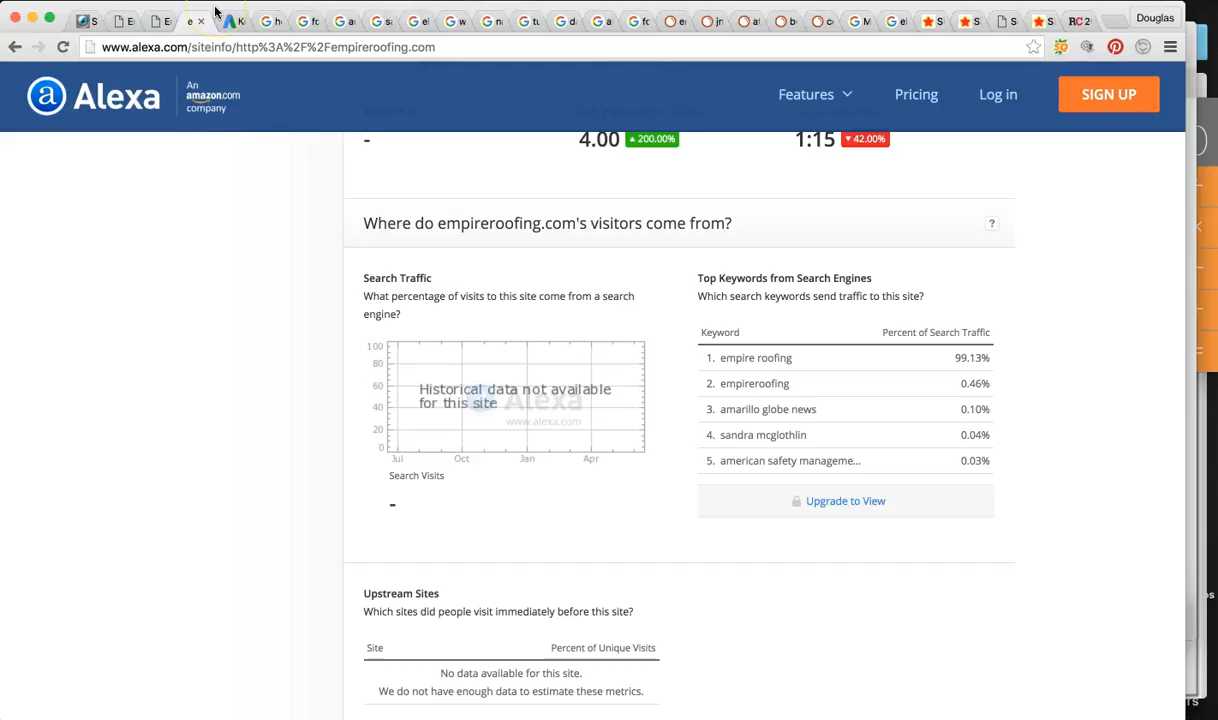 Douglas
www.alexa.com/siteinfo/http%3A%2F%2Fempireroofing.com
a Alexa
An
amazon.com
company
Features
Pricing
Log in
SIGN UP
-
4.00
200.00%
1:15
42.00%
Where do empireroofing.com's visitors come from?
?
Search Traffic
What percentage of visits to this site come from a search
engine?
100
80
60
40
20
0
Historical data not available
for this site
Alexa
www.alexa.com
Jul
Oct
Jan
Apr
Search Visits
-
Top Keywords from Search Engines
Which search keywords send traffic to this site?
Keyword
Percent of Search Traffic
1. empire roofing 99.13%
2. empireroofing 0.46%
3. amarillo globe news 0.10%
4. sandra mcglothlin 0.04%
5. american safety manageme... 0.03%
Upgrade to View
Upstream Sites
Which sites did people visit immediately before this site?
Site
Percent of Unique Visits
No data available for this site.
We do not have enough data to estimate these metrics.